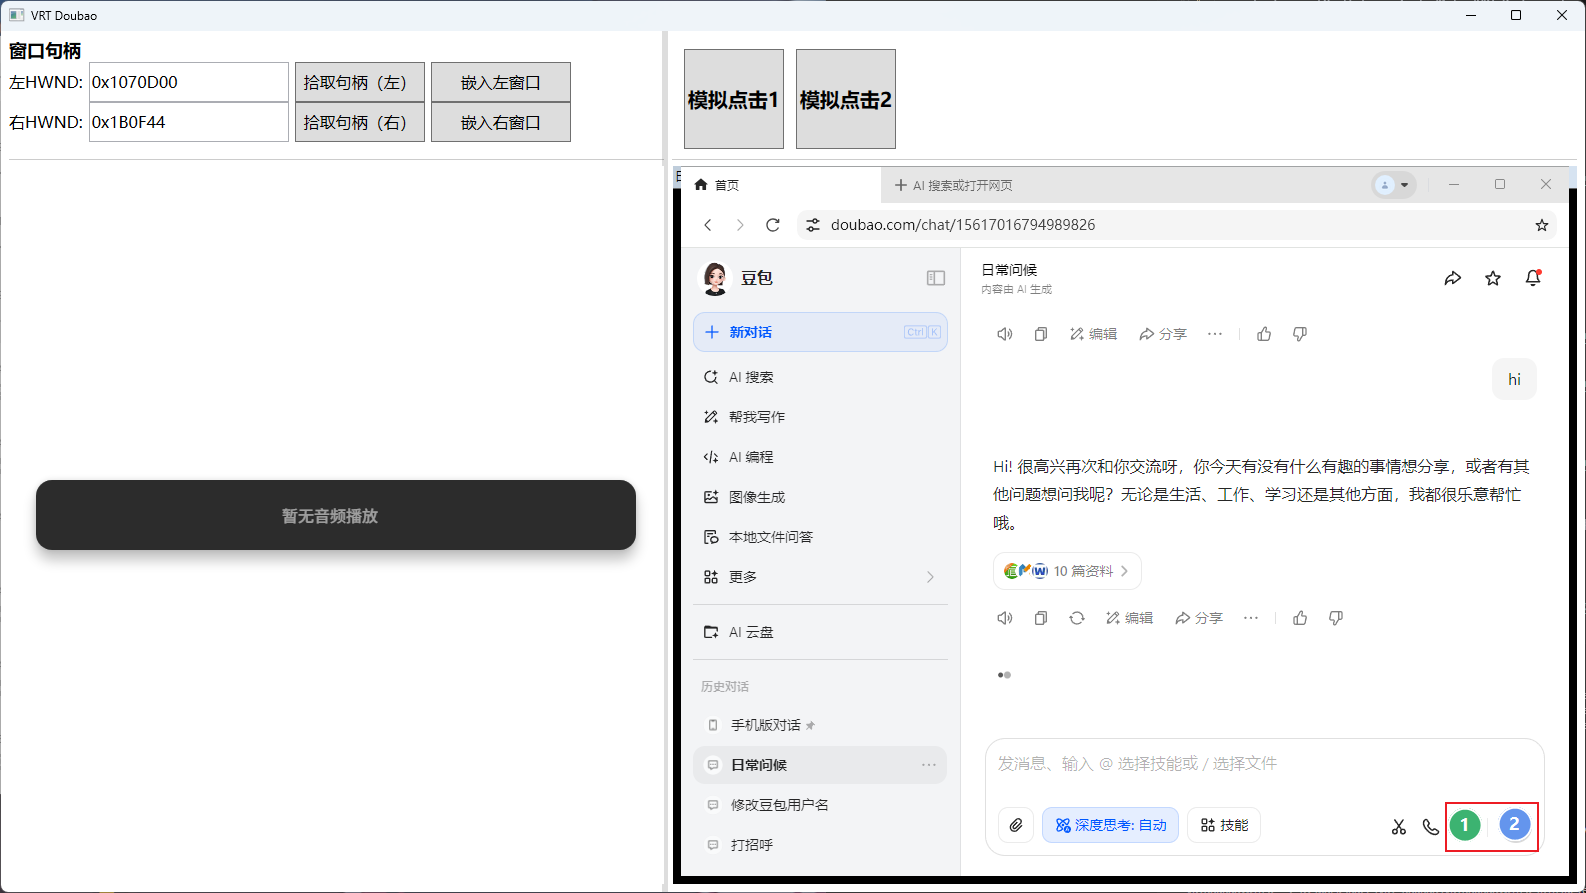 VRT Doubao
窗口句柄
左HWND: 0x1070D00 拾取句柄（左） 嵌入左窗口
右HWND: 0x1B0F44 拾取句柄（右） 嵌入右窗口
暂无音频播放
模拟点击1 模拟点击2
首页 AI 搜索或打开网页
doubao.com/chat/15617016794989826
豆包
新对话 Ctrl K
AI 搜索
帮我写作
AI 编程
图像生成
本地文件问答
更多
AI 云盘
历史对话
手机版对话
日常问候
修改豆包用户名
打招呼
日常问候
内容由 AI 生成
编辑 分享
hi
Hi! 很高兴再次和你交流呀，你今天有没有什么有趣的事情想分享，或者有其
他问题想问我呢？无论是生活、工作、学习还是其他方面，我都很乐意帮忙
哦。
10 篇资料
编辑 分享
发消息、输入 @ 选择技能或 / 选择文件
深度思考: 自动 技能 1 2